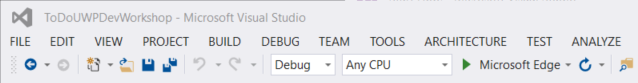 ToDoUWPDevWorkshop - Microsoft Visual Studio
FILE EDIT VIEW PROJECT BUILD DEBUG TEAM TOOLS ARCHITECTURE TEST ANALYZE
Debug Any CPU Microsoft Edge